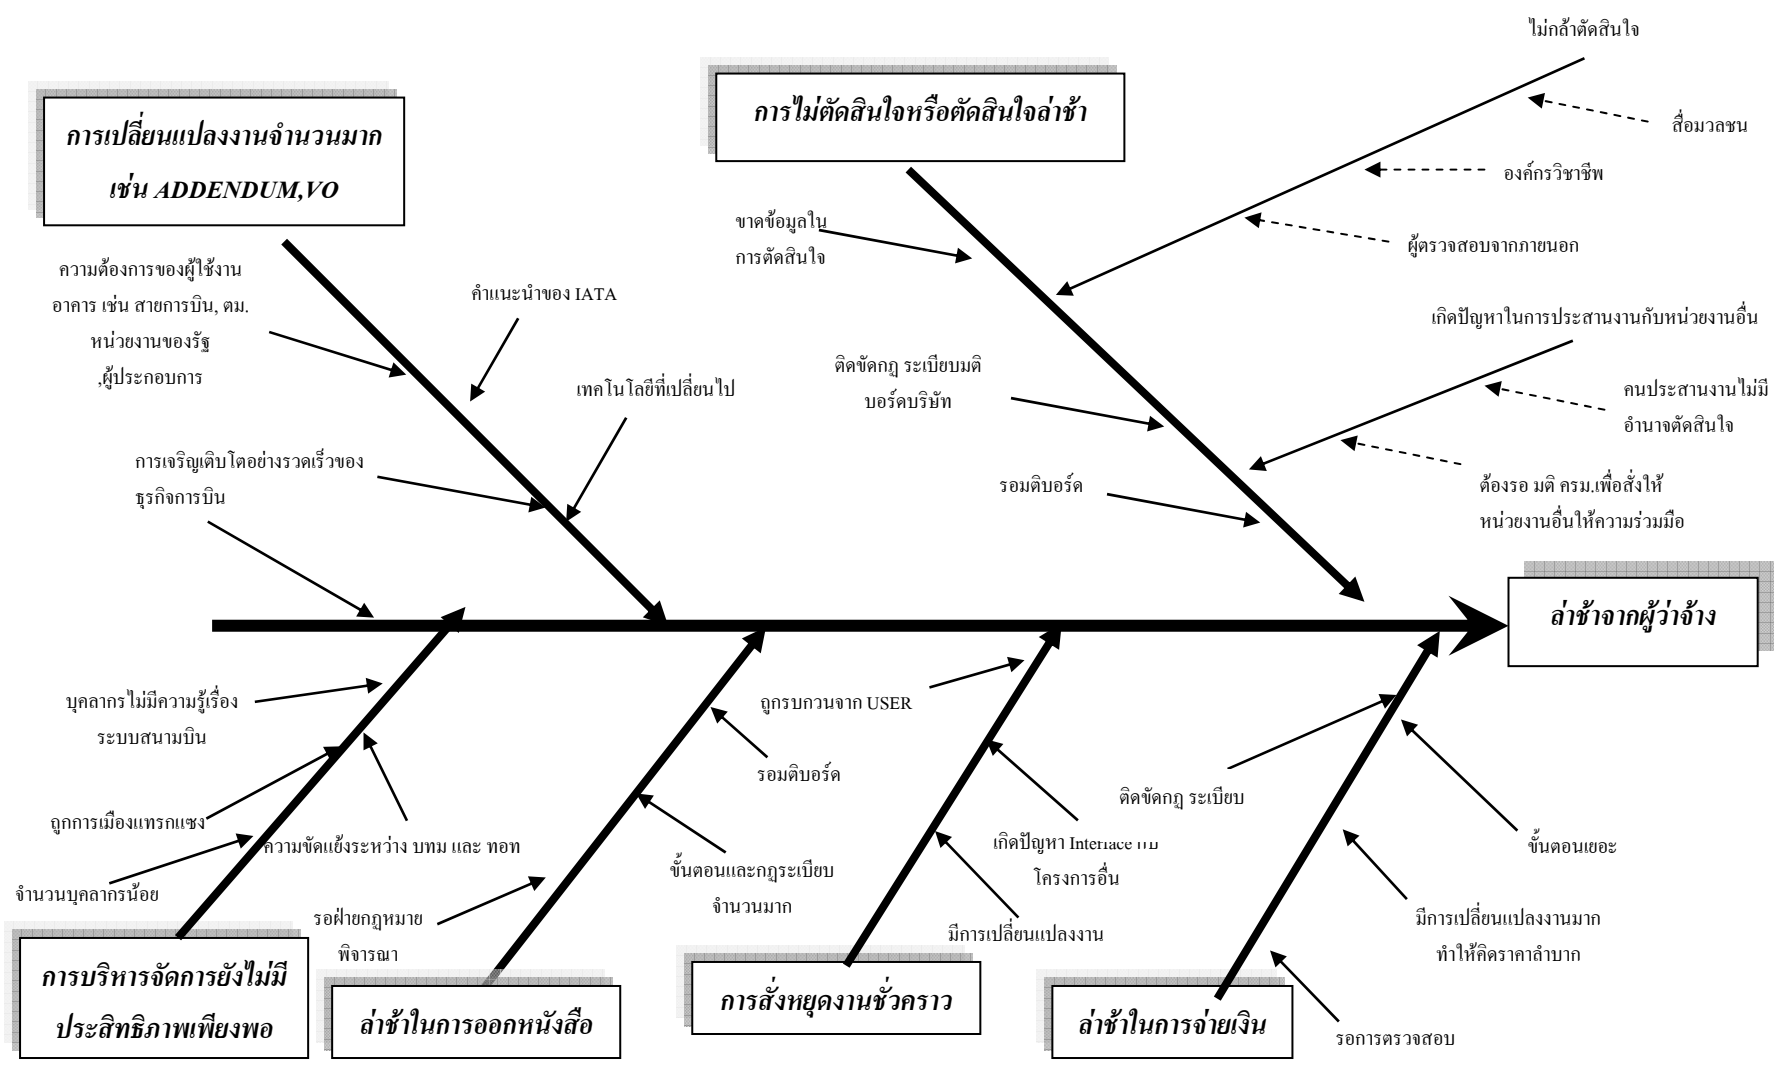 ไม่กล้าตัดสินใจ
การเปลี่ยนแปลงงานจำนวนมาก
เช่น ADDENDUM,VO
การไม่ตัดสินใจหรือตัดสินใจล่าช้า
สื่อมวลชน
องค์กรวิชาชีพ
ผู้ตรวจสอบจากภายนอก
ขาดข้อมูลใน
การตัดสินใจ
ความต้องการของผู้ใช้งาน
อาคาร เช่น สายการบิน, ตม.
หน่วยงานของรัฐ
,ผู้ประกอบการ
คำแนะนำของ IATA
เทคโนโลยีที่เปลี่ยนไป
เกิดปัญหาในการประสานงานกับหน่วยงานอื่น
ติดขัดกฏ ระเบียบมติ
บอร์ดบริษัท
คนประสานงานไม่มี
อำนาจตัดสินใจ
การเจริญเติบโตอย่างรวดเร็วของ
ธุรกิจการบิน
รอมติบอร์ด
ต้องรอ มติ ครม.เพื่อสั่งให้
หน่วยงานอื่นให้ความร่วมมือ
ล่าช้าจากผู้ว่าจ้าง
บุคลากรไม่มีความรู้เรื่อง
ระบบสนามบิน
ถูกรบกวนจาก USER
รอมติบอร์ด
ติดขัดกฏ ระเบียบ
ถูกการเมืองแทรกแซง
ความขัดแย้งระหว่าง บทม และ ทอท
เกิดปัญหา Interface
โครงการอื่น
ขั้นตอนเยอะ
จำนวนบุคลากรน้อย
ขั้นตอนและกฏระเบียบ
จำนวนมาก
รอฝ่ายกฏหมาย
พิจารณา
มีการเปลี่ยนแปลงงาน
มีการเปลี่ยนแปลงงานมาก
ทำให้คิดราคาลำบาก
การบริหารจัดการยังไม่มี
ประสิทธิภาพเพียงพอ
ล่าช้าในการออกหนังสือ
การสั่งหยุดงานชั่วคราว
ล่าช้าในการจ่ายเงิน
รอการตรวจสอบ